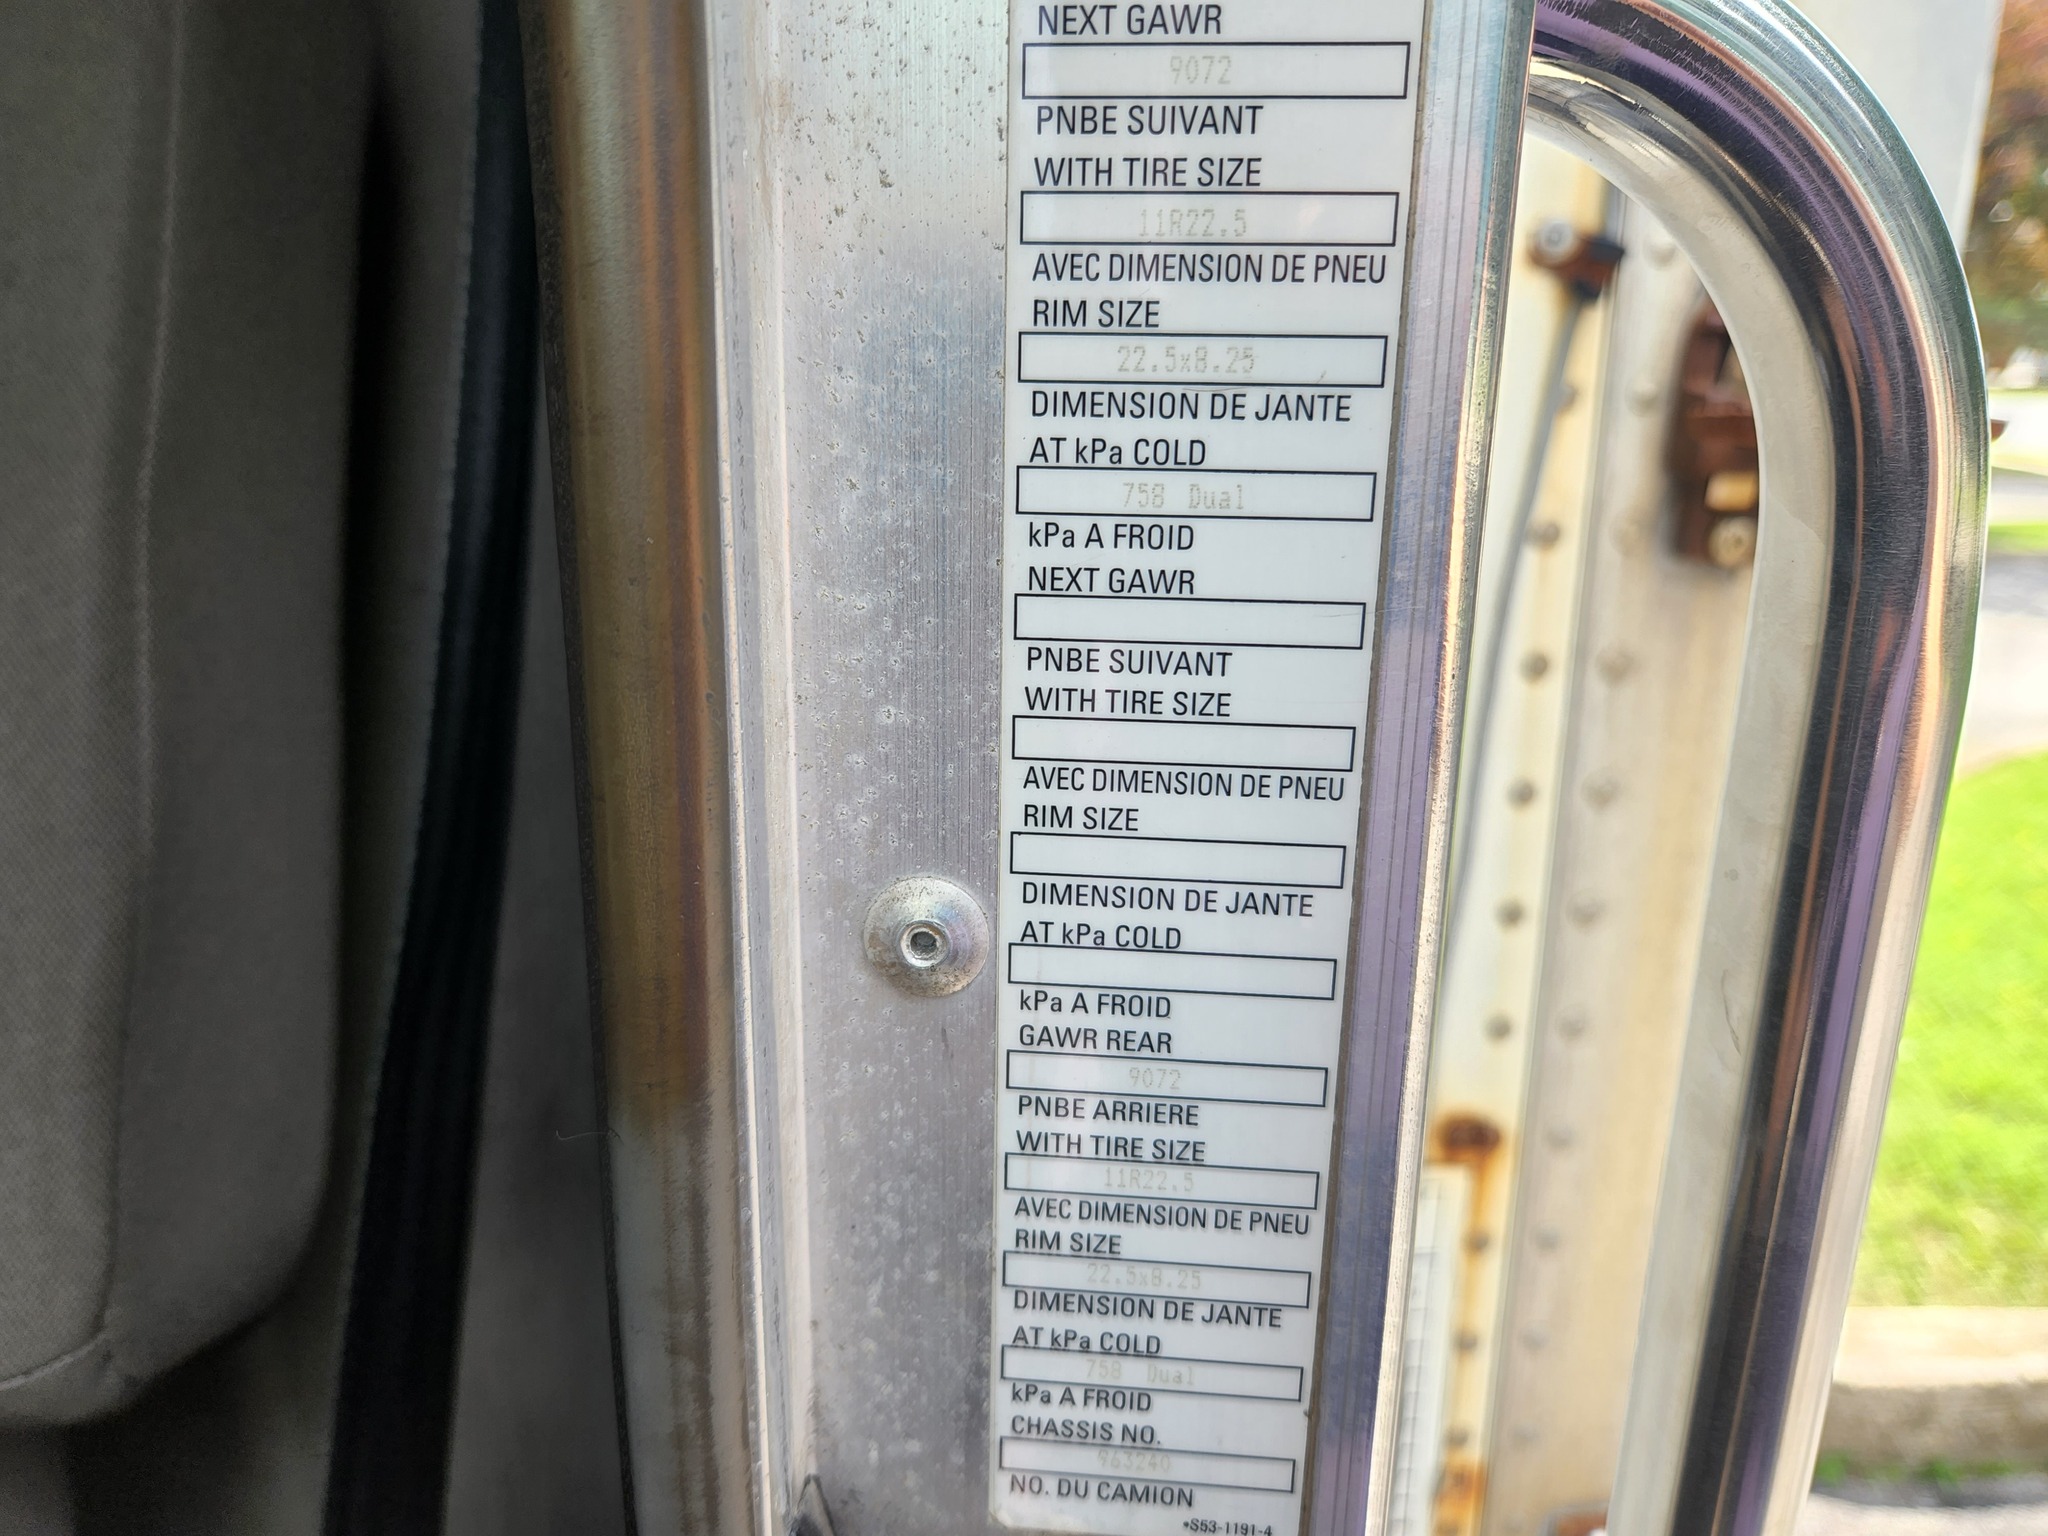 NEXT GAWR
9072
PNBE SUIVANT
WITH TIRE SIZE
11R22.5
AVEC DIMENSION DE PNEU
RIM SIZE
22.5x8.25
DIMENSION DE JANTE
AT kPa COLD
758 Dual
kPa A FROID
NEXT GAWR
PNBE SUIVANT
WITH TIRE SIZE
AVEC DIMENSION DE PNEU
RIM SIZE
DIMENSION DE JANTE
AT kPa COLD
kPa A FROID
GAWR REAR
9072
PNBE ARRIERE
WITH TIRE SIZE
11R22.5
AVEC DIMENSION DE PNEU
RIM SIZE
22.5x8.25
DIMENSION DE JANTE
AT kPa COLD
758 Dual
kPa A FROID
CHASSIS NO.
963240
NO. DU CAMION
*S53-1191-4